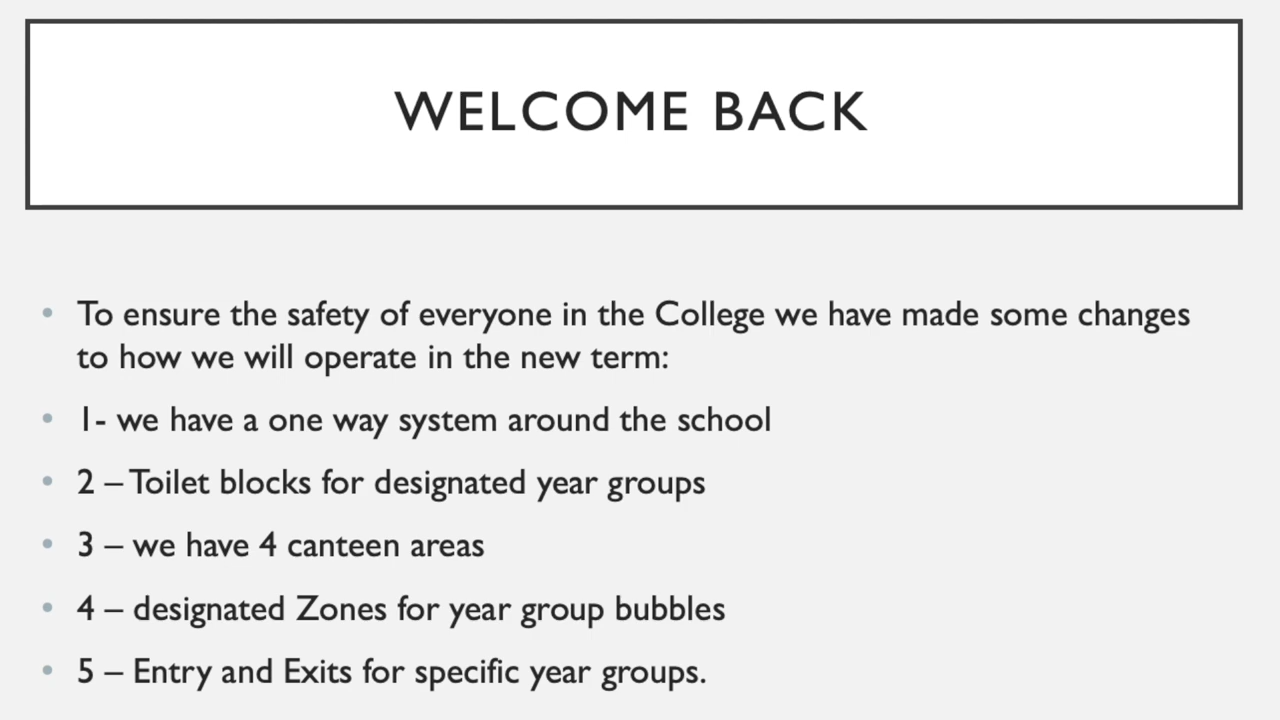 WELCOME BACK
• To ensure the safety of everyone in the College we have made some changes
to how we will operate in the new term:
• 1- we have a one way system around the school
• 2 – Toilet blocks for designated year groups
• 3 – we have 4 canteen areas
• 4 – designated Zones for year group bubbles
• 5 – Entry and Exits for specific year groups.